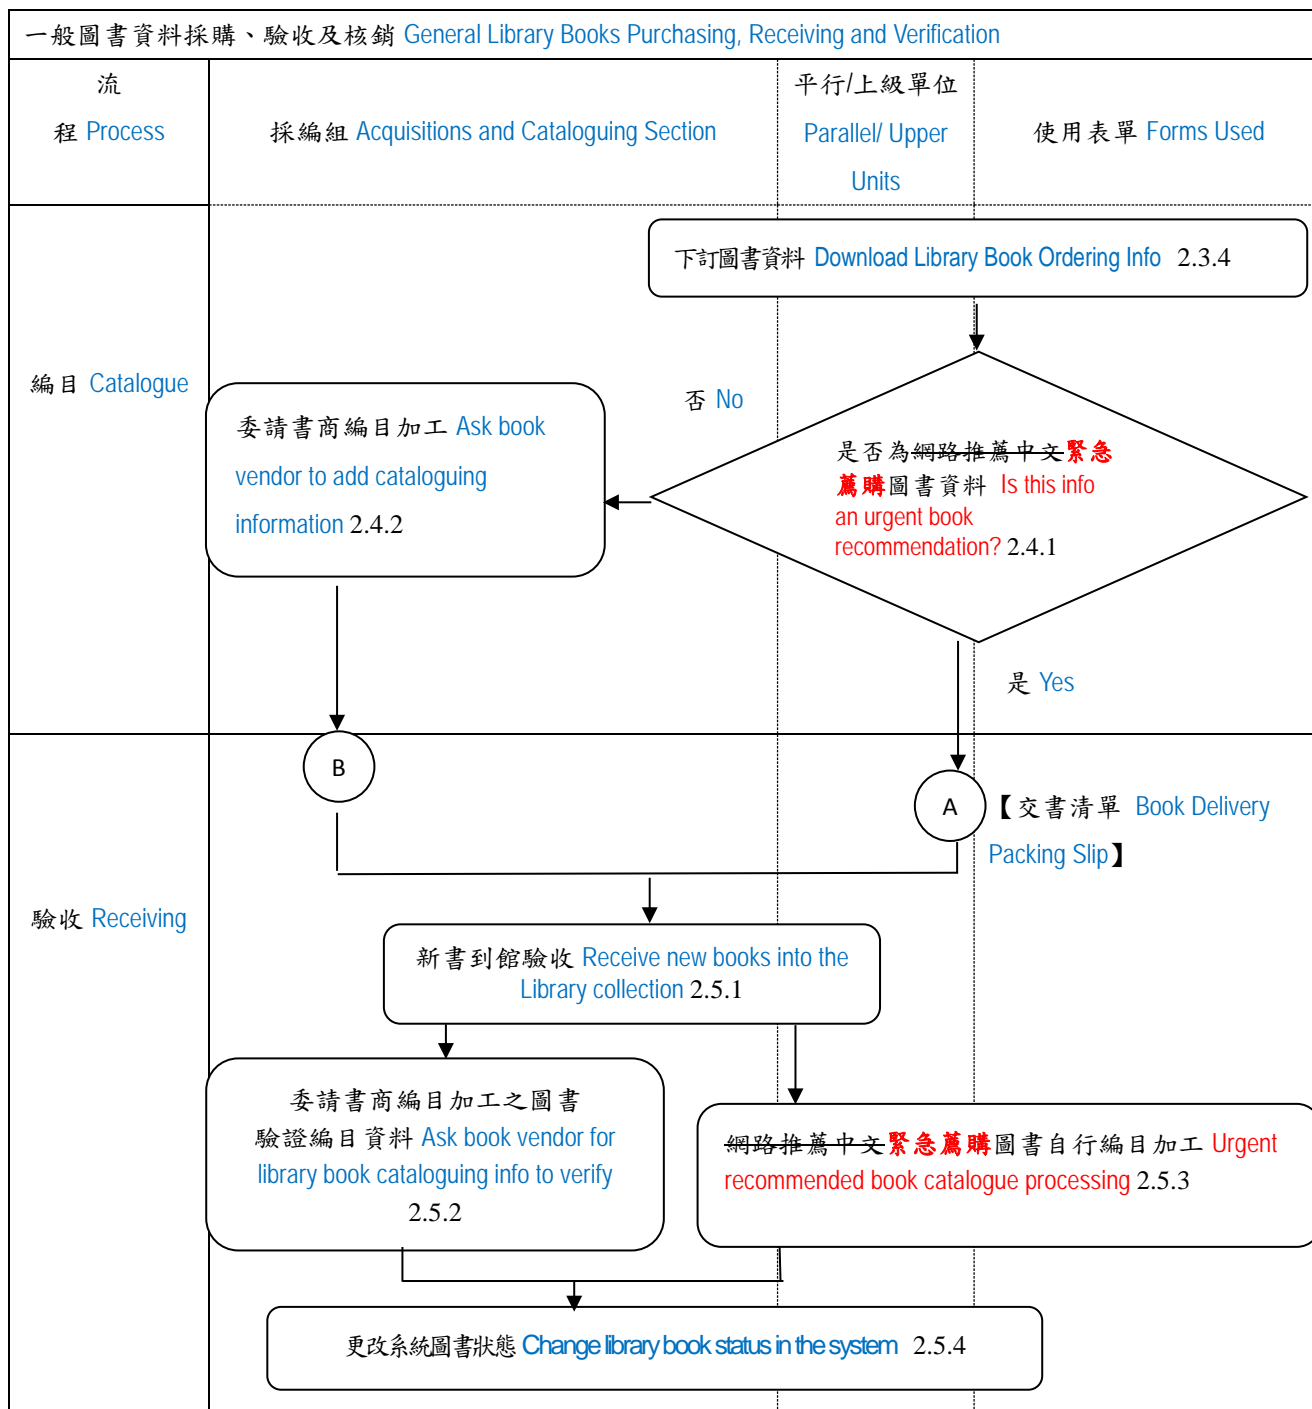 一般圖書資料採購、驗收及核銷 General Library Books Purchasing, Receiving and Verification
流
程 Process
採編組 Acquisitions and Cataloguing Section
平行/上級單位
Parallel/ Upper
Units
使用表單 Forms Used
下訂圖書資料 Download Library Book Ordering Info 2.3.4
編目 Catalogue
否 No
委請書商編目加工 Ask book
vendor to add cataloguing
information 2.4.2
是否為網路推薦中文緊急
薦購圖書資料 Is this info
an urgent book
recommendation? 2.4.1
是 Yes
B
A
【交書清單 Book Delivery
Packing Slip】
驗收 Receiving
新書到館驗收 Receive new books into the
Library collection 2.5.1
委請書商編目加工之圖書
驗證編目資料 Ask book vendor for
library book cataloguing info to verify
2.5.2
網路推薦中文緊急薦購圖書自行編目加工 Urgent
recommended book catalogue processing 2.5.3
更改系統圖書狀態 Change library book status in the system 2.5.4